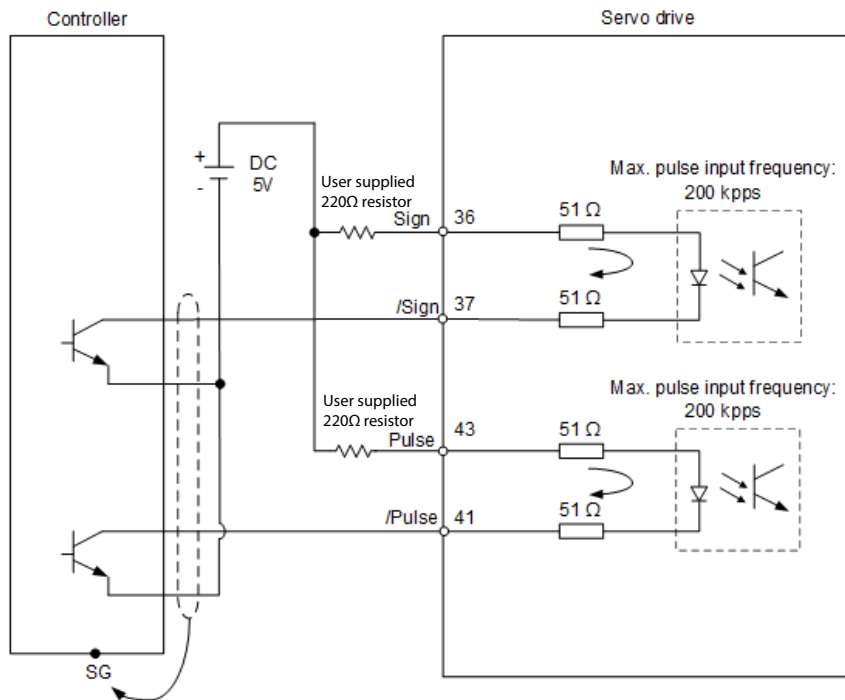 Controller
Servo drive
+
DC
5V
-
User supplied
220Ω resistor
Sign
36
51 Ω
Max. pulse input frequency:
200 kpps
/Sign
37
51 Ω
User supplied
220Ω resistor
Pulse
43
51 Ω
Max. pulse input frequency:
200 kpps
/Pulse
41
51 Ω
SG